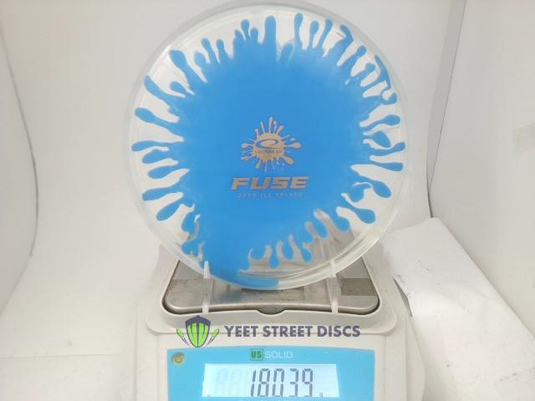 FUSE
YEET STREET DISCS
US SOLID
180.39